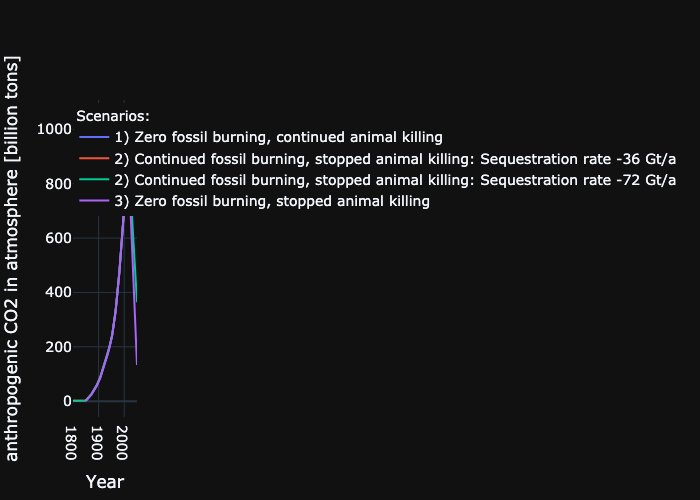 anthropogenic CO2 in atmosphere [billion tons]
Scenarios:
1) Zero fossil burning, continued animal killing
2) Continued fossil burning, stopped animal killing: Sequestration rate -36 Gt/a
2) Continued fossil burning, stopped animal killing: Sequestration rate -72 Gt/a
3) Zero fossil burning, stopped animal killing
1000
800
600
400
200
0
1800
1900
2000
Year